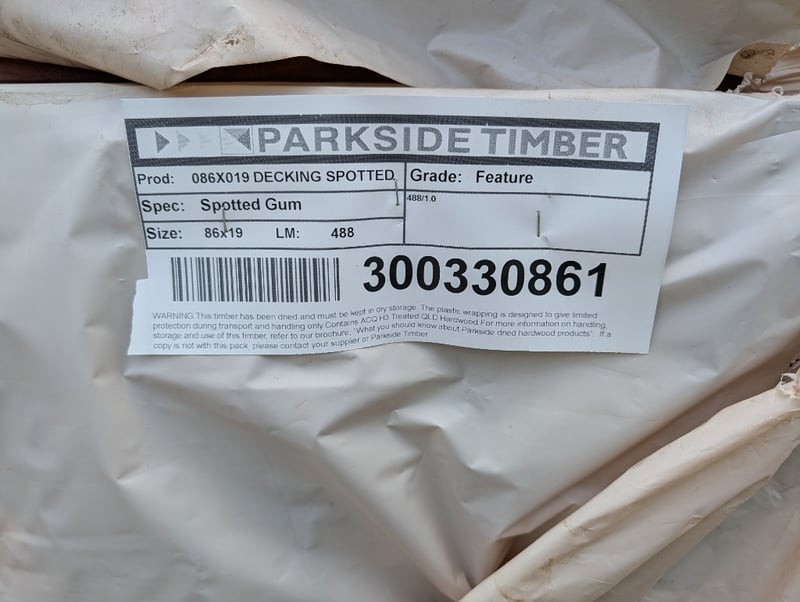 PARKSIDE TIMBER
Prod: 086X019 DECKING SPOTTED
Grade: Feature
488/1.0
Spec: Spotted Gum
Size: 86x19 LM: 488
300330861
WARNING This timber has been dried and must be kept in dry storage. The plastic wrapping is designed to give limited
protection during transport and handling only. Contains ACQ H3 Treated QLD Hardwood For more information on handling,
storage and use of this timber, refer to our brochure, "What you should know about Parkside dried hardwood products". If a
copy is not with this pack, please contact your supplier or Parkside Timber